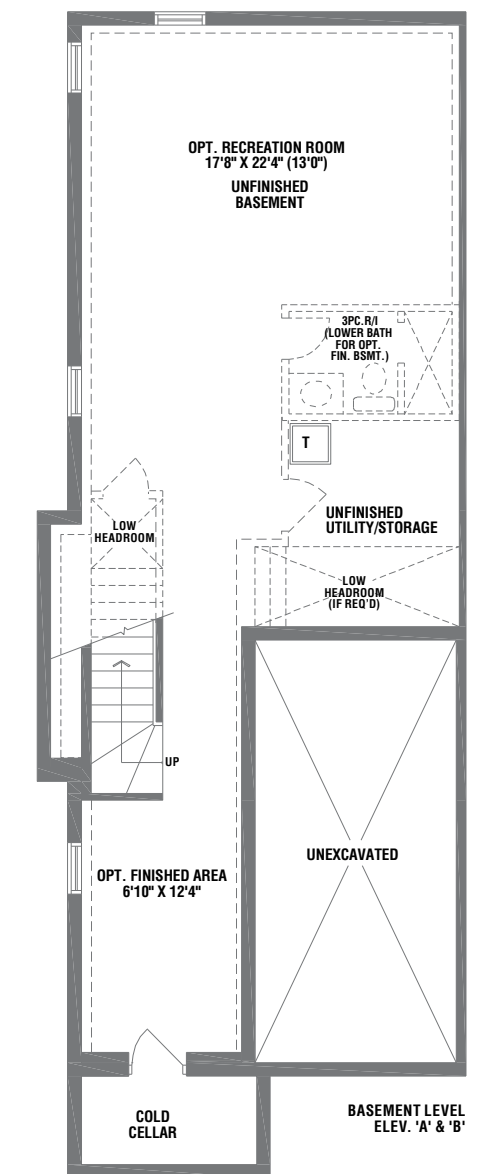 OPT. RECREATION ROOM
17'8" X 22'4" (13'0")
UNFINISHED
BASEMENT
3PC.R/I
(LOWER BATH
FOR OPT.
FIN. BSMT.)
T
UNFINISHED
UTILITY/STORAGE
LOW
HEADROOM
LOW
HEADROOM
(IF REQ'D)
UP
UNEXCAVATED
OPT. FINISHED AREA
6'10" X 12'4"
COLD
CELLAR
BASEMENT LEVEL
ELEV. 'A' & 'B'